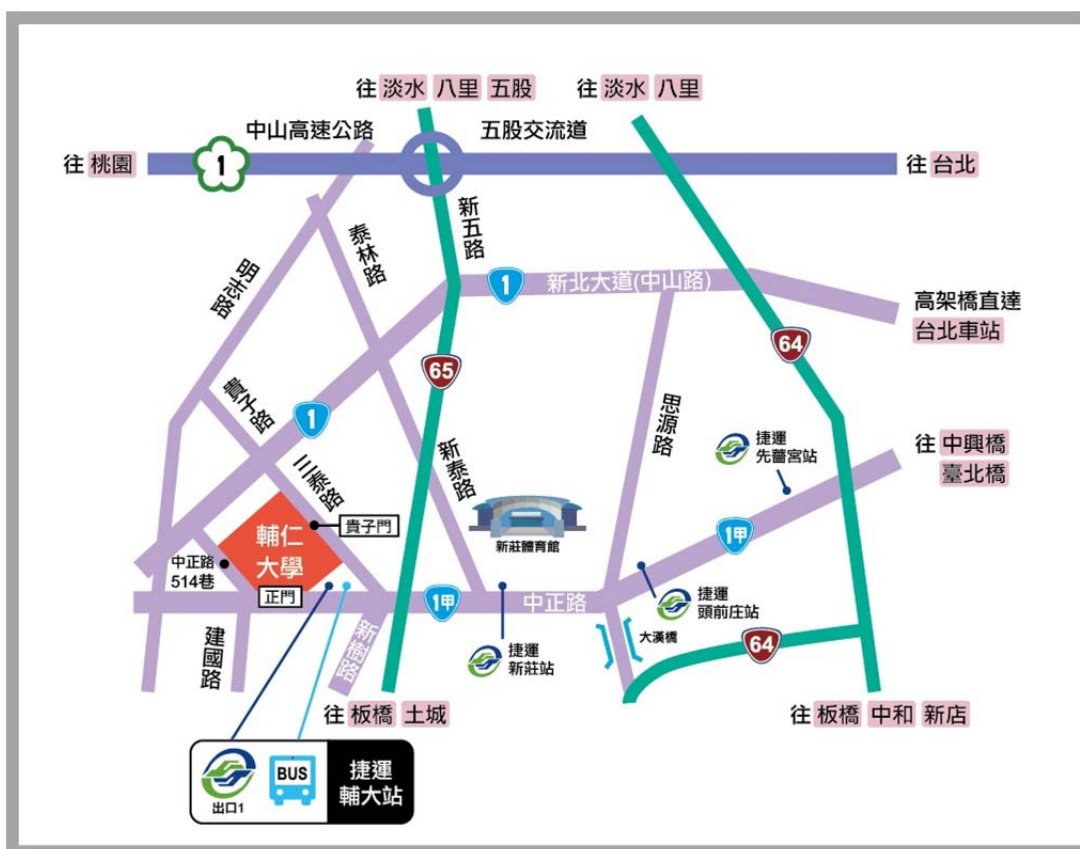 往 淡水 八里 五股
往 淡水 八里
中山高速公路
五股交流道
往 桃園
1
往 台北
新五路
泰林路
明志路
1
新北大道(中山路)
高架橋直達
台北車站
65
64
貴子路
1
思源路
捷運
先嗇宮站
往 中興橋
臺北橋
新泰路
三泰路
貴子門
輔仁
大學
新莊體育館
1甲
中正路
514巷
正門
1甲
中正路
捷運
頭前庄站
大漢橋
64
建國路
新樹路
捷運
新莊站
往 板橋 土城
往 板橋 中和 新店
BUS
出口1
捷運
輔大站